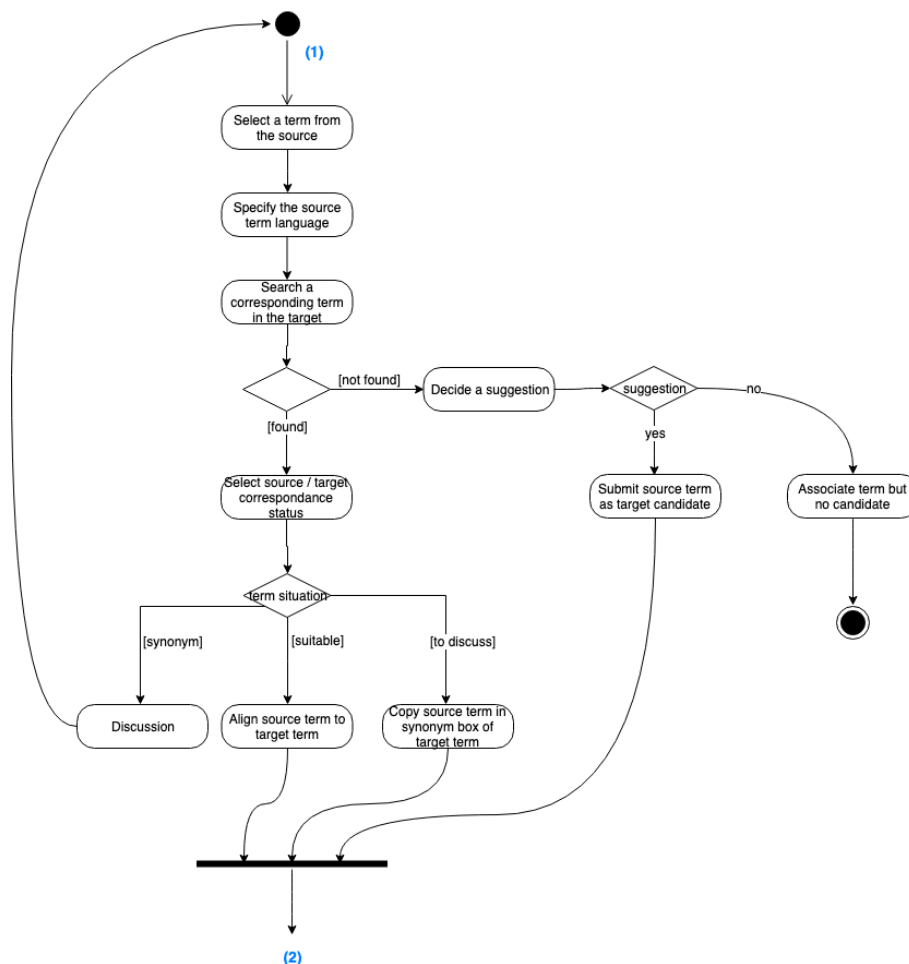 (1)
Select a term from
the source
Specify the source
term language
Search a
corresponding term
in the target
[not found]
Decide a suggestion
suggestion
no
[found]
yes
Select source / target
correspondance
status
Submit source term
as target candidate
Associate term but
no candidate
term situation
[synonym]
[suitable]
[to discuss]
Discussion
Align source term to
target term
Copy source term in
synonym box of
target term
(2)